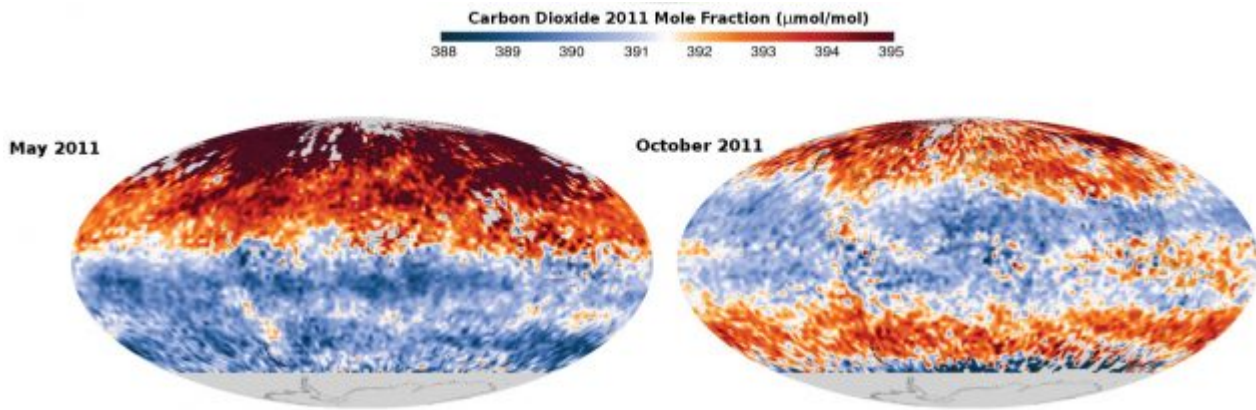 Carbon Dioxide 2011 Mole Fraction (μmol/mol)
388 389 390 391 392 393 394 395
May 2011
October 2011